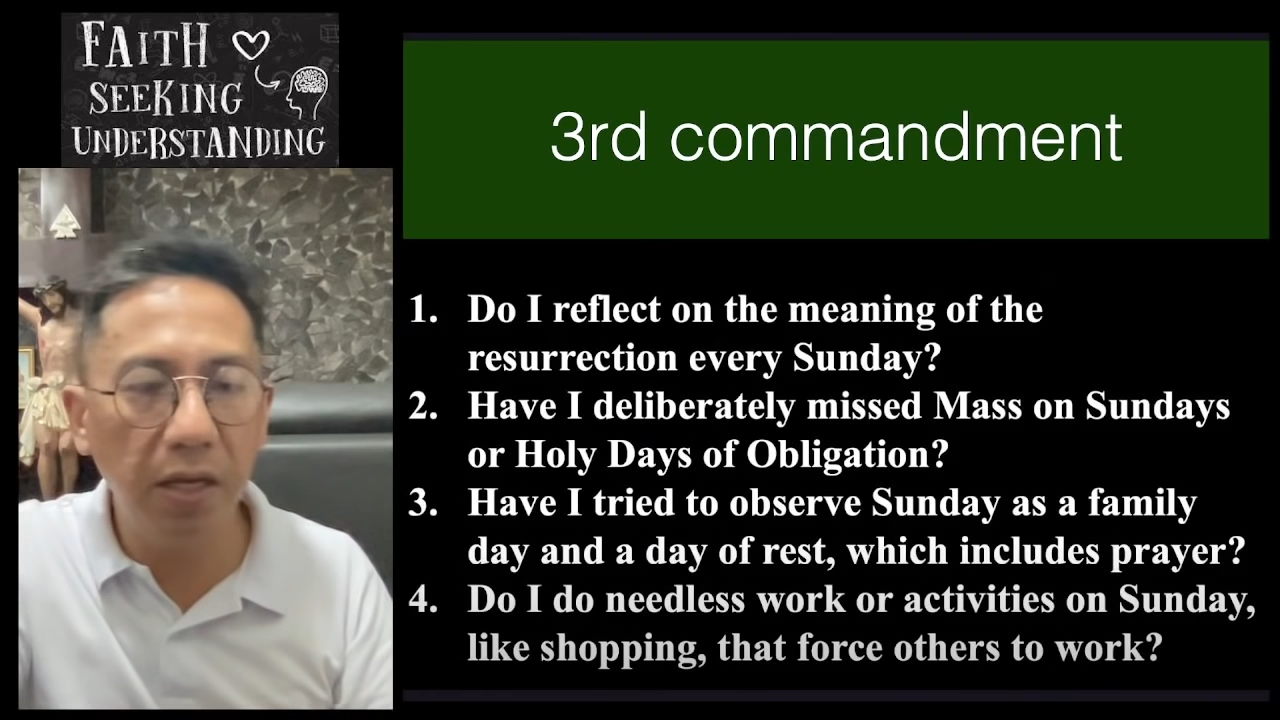 FAITH
SEEKING
UNDERSTANDING
3rd commandment
1. Do I reflect on the meaning of the
resurrection every Sunday?
2. Have I deliberately missed Mass on Sundays
or Holy Days of Obligation?
3. Have I tried to observe Sunday as a family
day and a day of rest, which includes prayer?
4. Do I do needless work or activities on Sunday,
like shopping, that force others to work?